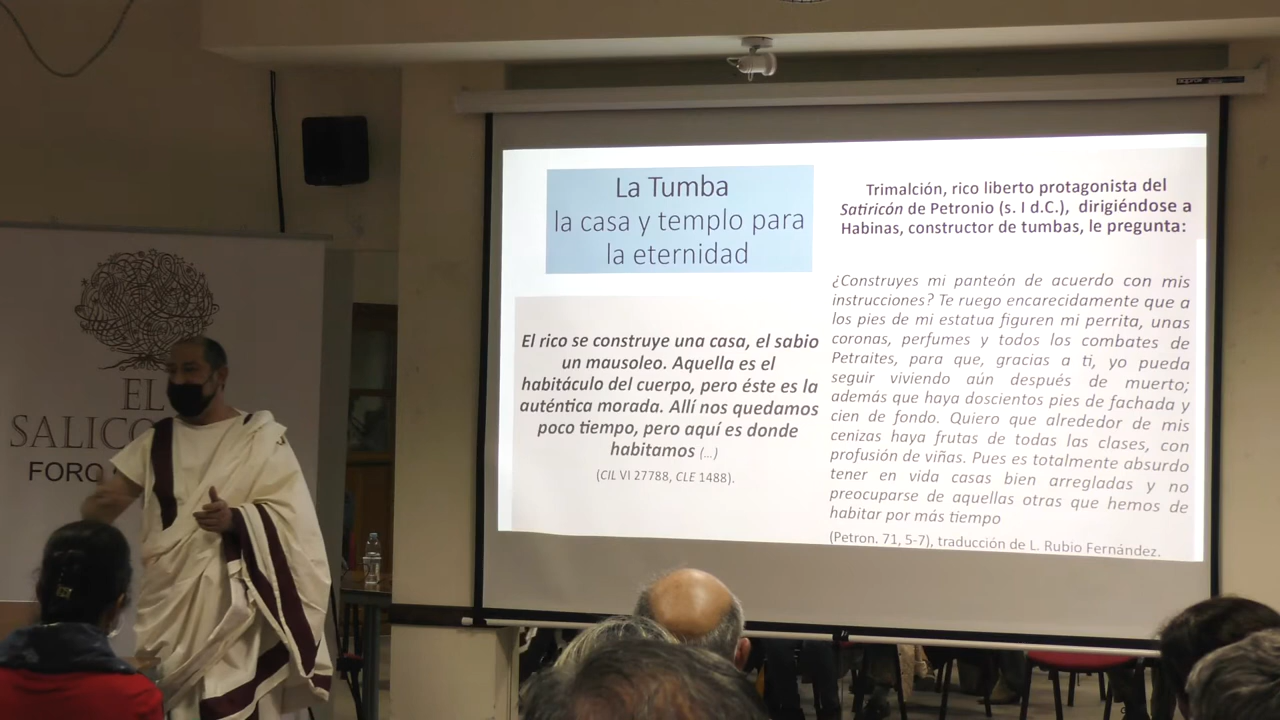 La Tumba
la casa y templo para
la eternidad
El rico se construye una casa, el sabio
un mausoleo. Aquella es el
habitáculo del cuerpo, pero éste es la
auténtica morada. Allí nos quedamos
poco tiempo, pero aquí es donde
habitamos (...)
(CIL VI 27788, CLE 1488).
Trimalción, rico liberto protagonista del
Satiricón de Petronio (s. I d.C.), dirigiéndose a
Habinas, constructor de tumbas, le pregunta:
¿Construyes mi panteón de acuerdo con mis
instrucciones? Te ruego encarecidamente que a
los pies de mi estatua figuren mi perrita, unas
coronas, perfumes y todos los combates de
Petraites, para que, gracias a ti, yo pueda
seguir viviendo aún después de muerto;
además que haya doscientos pies de fachada y
cien de fondo. Quiero que alrededor de mis
cenizas haya frutas de todas las clases, con
profusión de viñas. Pues es totalmente absurdo
tener en vida casas bien arregladas y no
preocuparse de aquellas otras que hemos de
habitar por más tiempo
(Petron. 71, 5-7), traducción de L. Rubio Fernández.
EL
SALICO
FORO